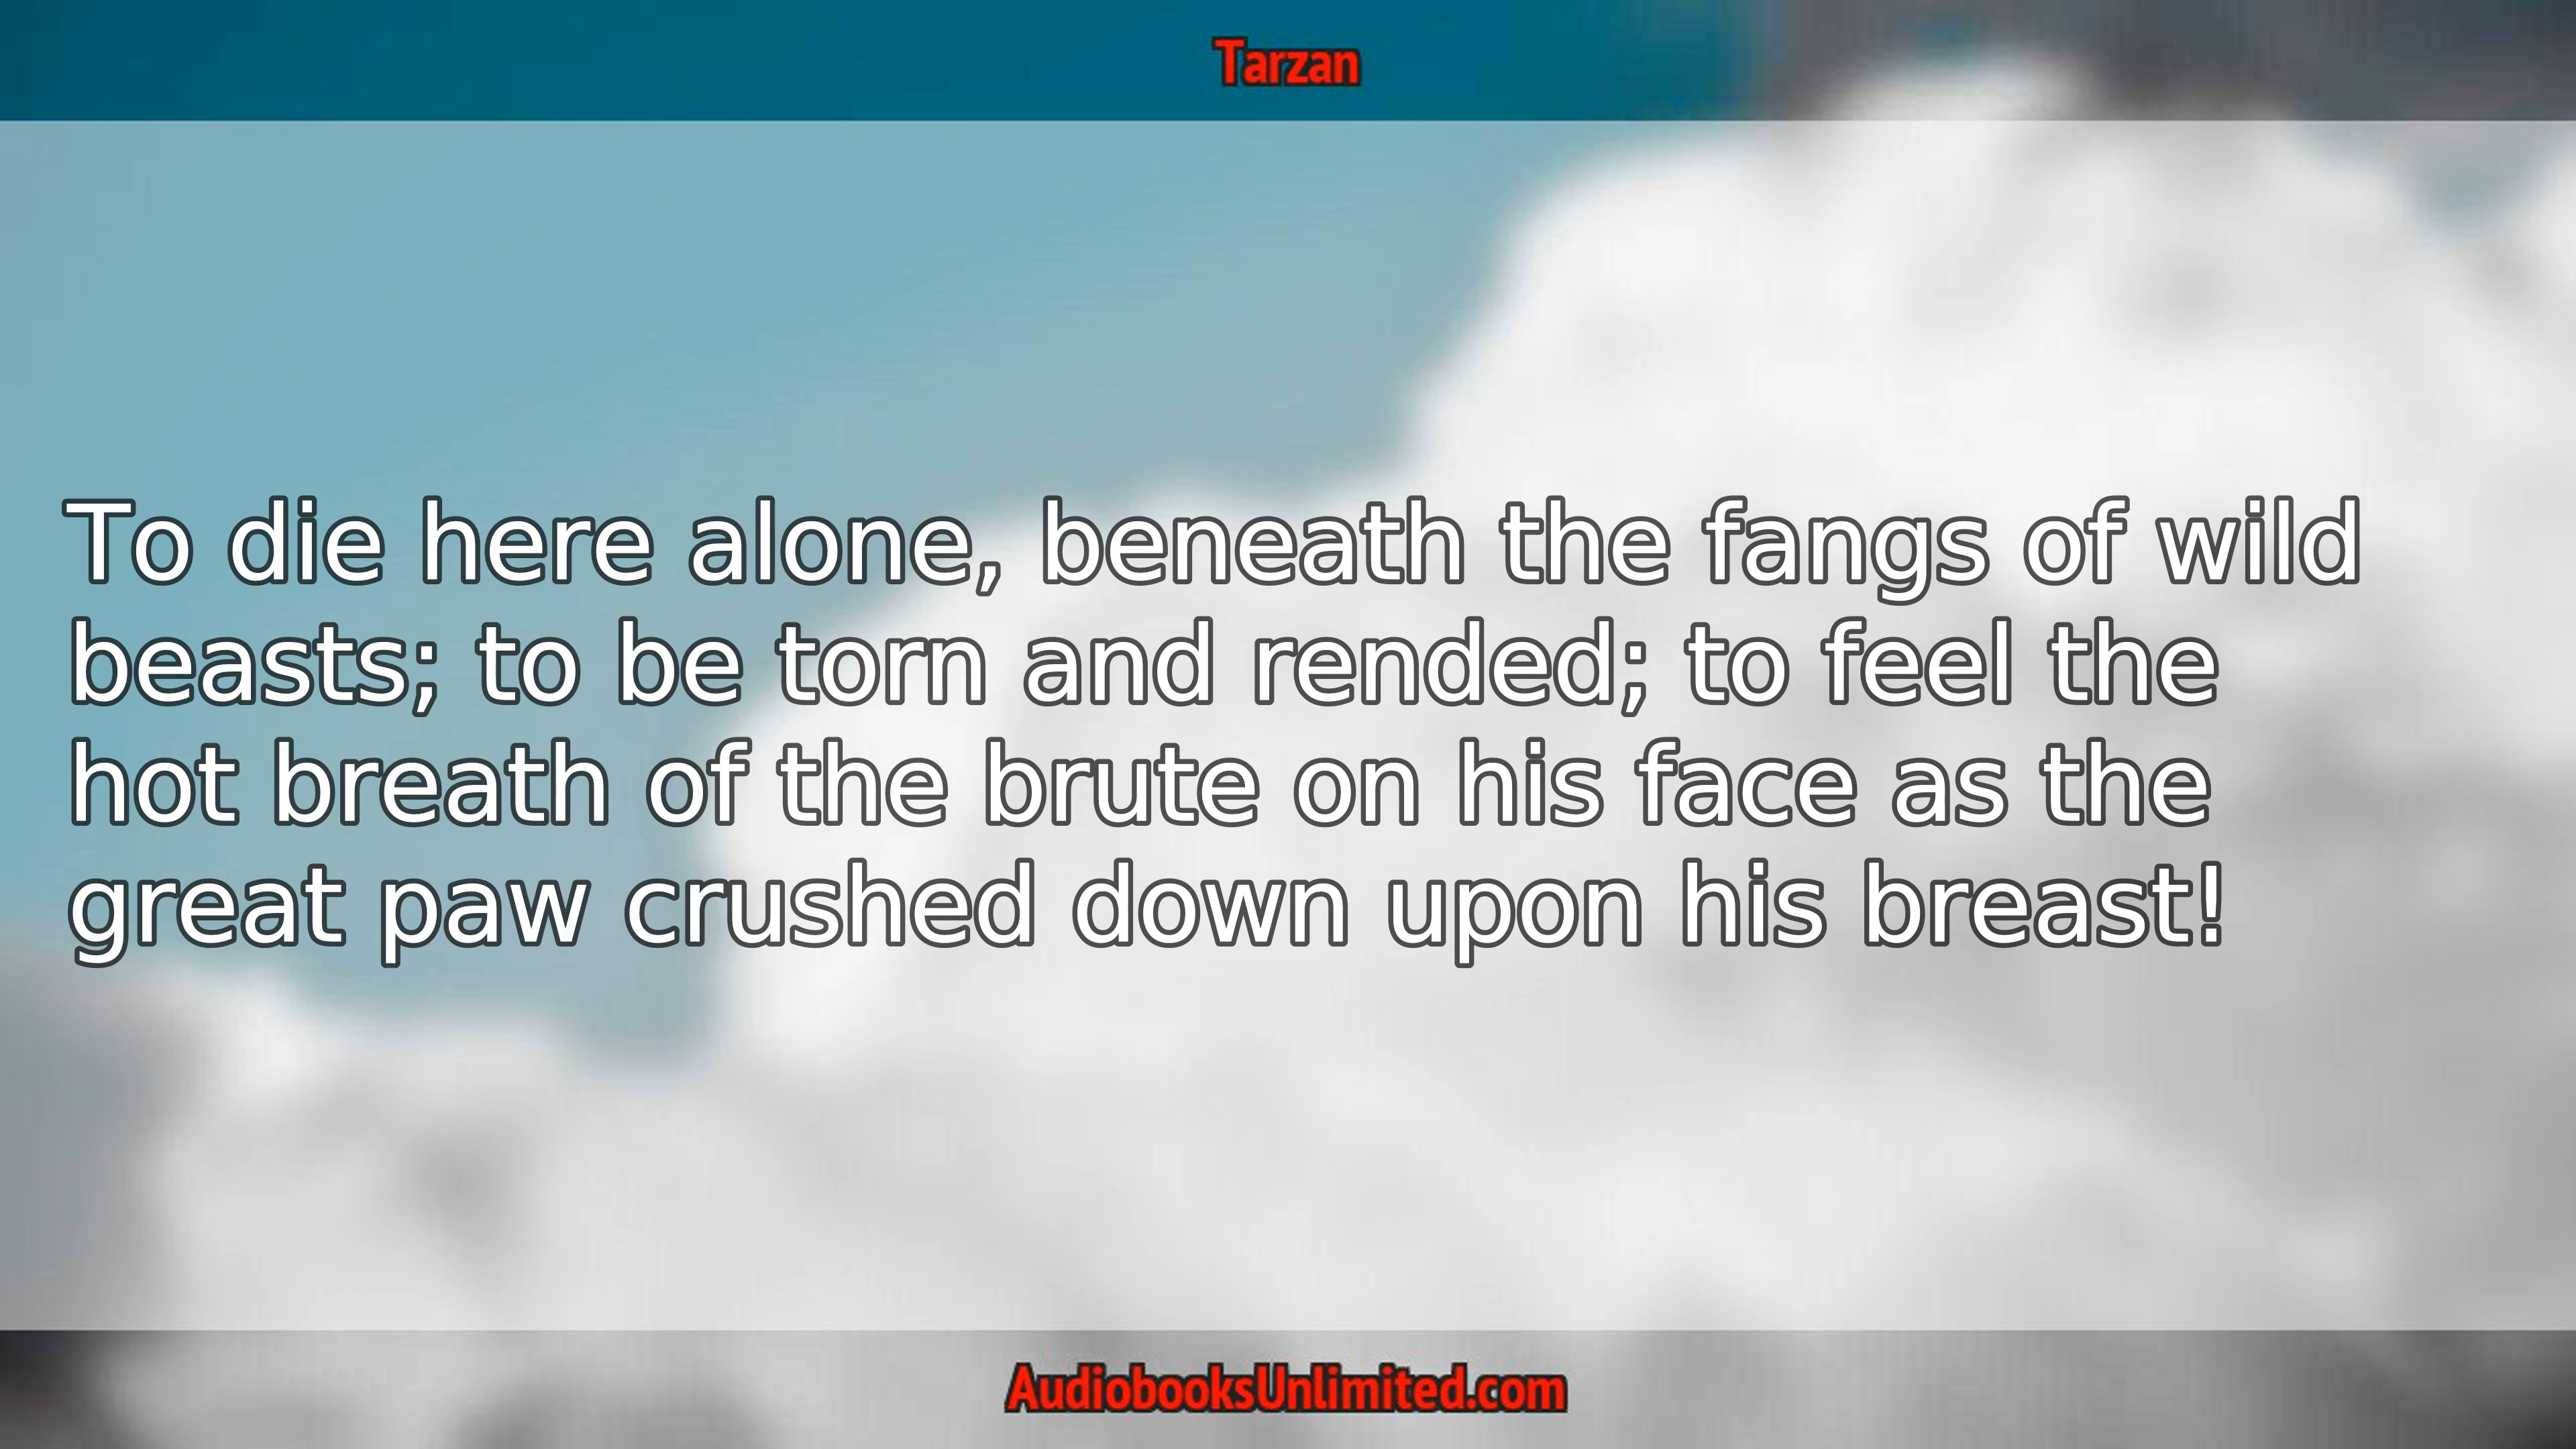 Tarzan
To die here alone, beneath the fangs of wild
beasts; to be torn and rended; to feel the
hot breath of the brute on his face as the
great paw crushed down upon his breast!
AudiobooksUnlimited.com